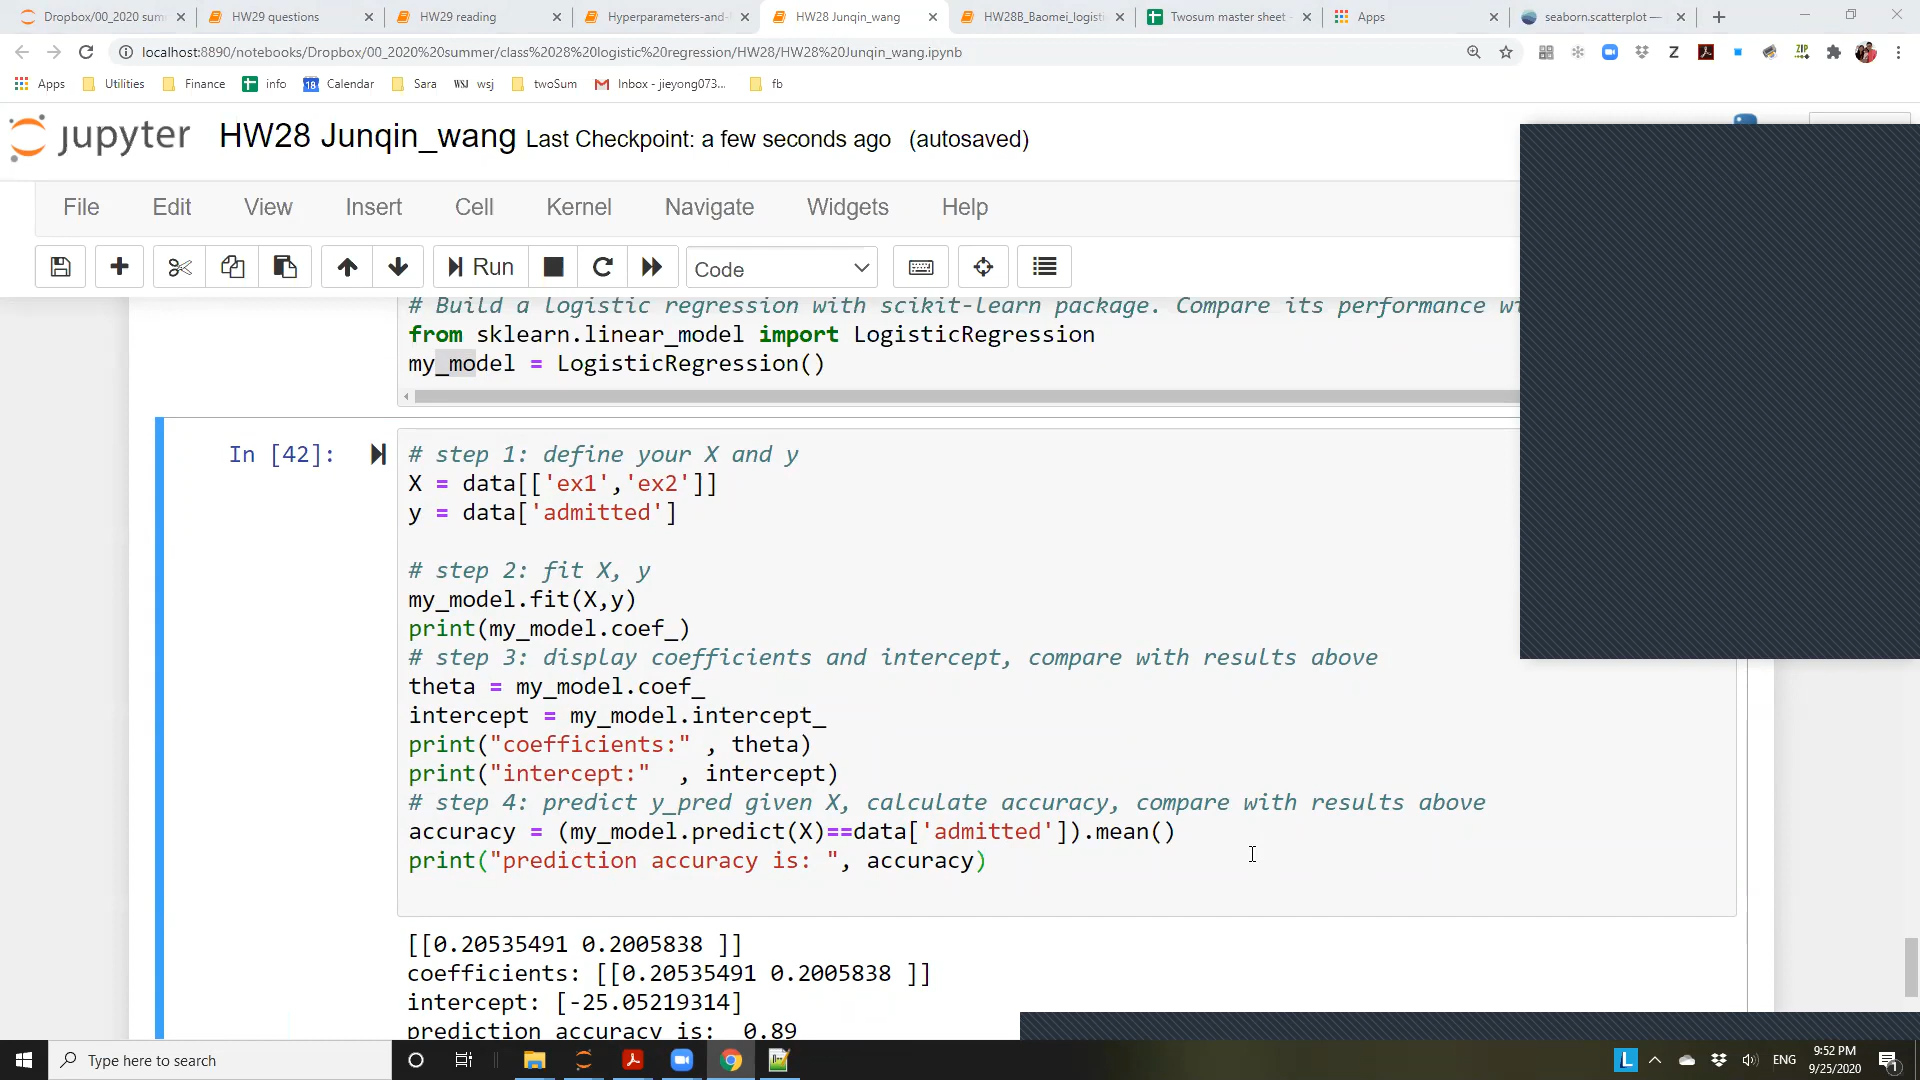 Dropbox/00_2020 sum
HW29 questions
HW29 reading
Hyperparameters-and-
HW28 Junqin_wang
HW28B_Baomei_logisti
Twosum master sheet -
Apps
seaborn.scatterplot —
localhost:8890/notebooks/Dropbox/00_2020%20summer/class%2028%20logistic%20regression/HW28/HW28%20Junqin_wang.ipynb
Apps
Utilities
Finance
info
18
Calendar
Sara
WSJ wsj
twoSum
Inbox - jieyong073...
fb
jupyter HW28 Junqin_wang Last Checkpoint: a few seconds ago (autosaved)
File Edit View Insert Cell Kernel Navigate Widgets Help
Run
Code
# Build a logistic regression with scikit-learn package. Compare its performance wi
from sklearn.linear_model import LogisticRegression
my_model = LogisticRegression()
In [42]:
# step 1: define your X and y
X = data[['ex1','ex2']]
y = data['admitted']
# step 2: fit X, y
my_model.fit(X,y)
print(my_model.coef_)
# step 3: display coefficients and intercept, compare with results above
theta = my_model.coef_
intercept = my_model.intercept_
print("coefficients:" , theta)
print("intercept:"  , intercept)
# step 4: predict y_pred given X, calculate accuracy, compare with results above
accuracy = (my_model.predict(X)==data['admitted']).mean()
print("prediction accuracy is: ", accuracy)
[[0.20535491 0.2005838 ]]
coefficients: [[0.20535491 0.2005838 ]]
intercept: [-25.05219314]
prediction accuracy is:  0.89
Type here to search
L
ENG
9:52 PM
9/25/2020
1